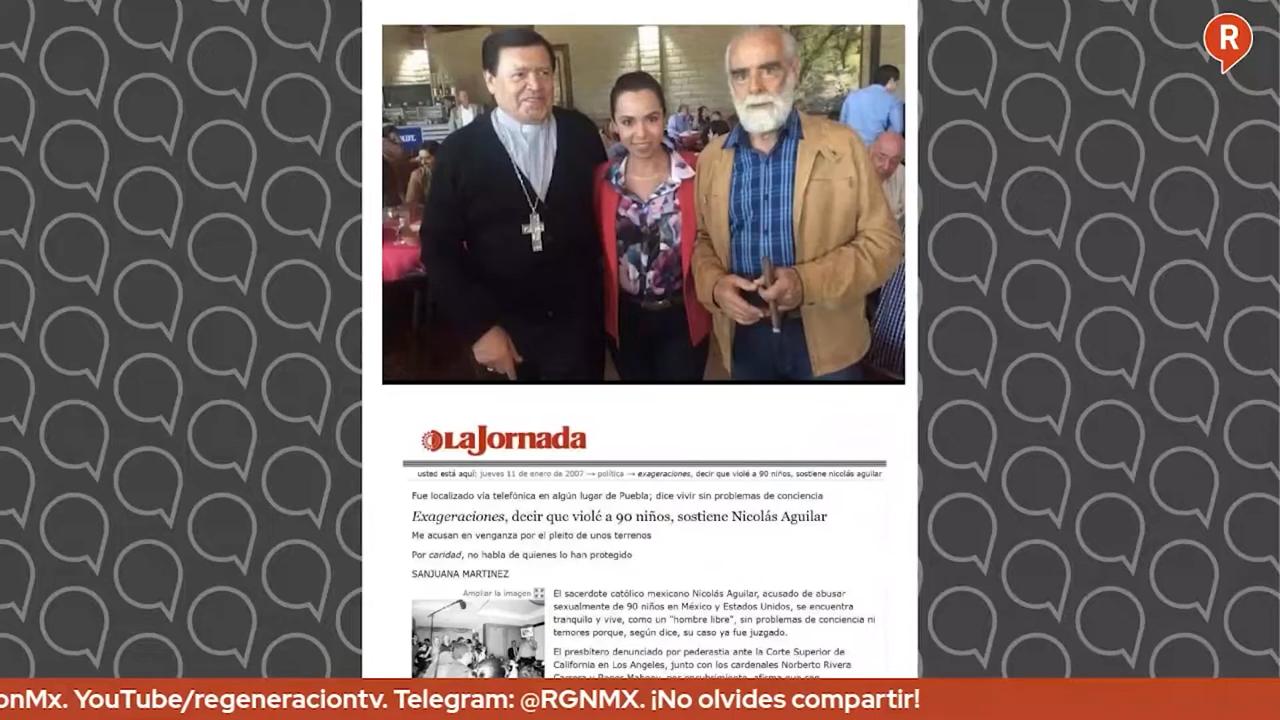 R
LaJornada
usted está aquí: jueves 11 de enero de 2007 → política → exageraciones, decir que violé a 90 niños, sostiene nicolás aguilar
Fue localizado vía telefónica en algún lugar de Puebla; dice vivir sin problemas de conciencia
Exageraciones, decir que violé a 90 niños, sostiene Nicolás Aguilar
Me acusan en venganza por el pleito de unos terrenos
Por caridad, no habla de quienes lo han protegido
SANJUANA MARTINEZ
Ampliar la imagen
El sacerdote católico mexicano Nicolás Aguilar, acusado de abusar
sexualmente de 90 niños en México y Estados Unidos, se encuentra
tranquilo y vive, como un "hombre libre", sin problemas de conciencia ni
temores porque, según dice, su caso ya fue juzgado.
El presbítero denunciado por pederastia ante la Corte Superior de
California en Los Angeles, junto con los cardenales Norberto Rivera
onMx. YouTube/regeneraciontv. Telegram: @RGNMX. ¡No olvides compartir!